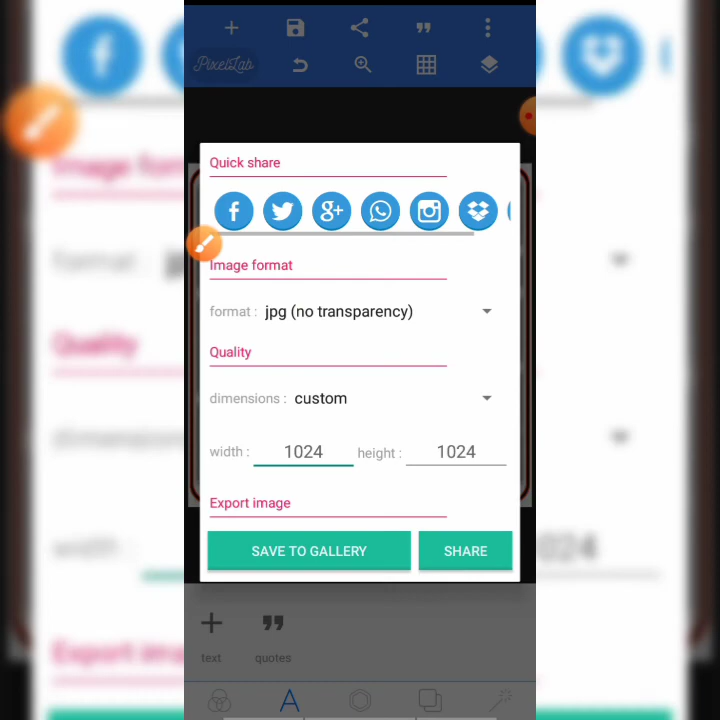 PixelLab
Quick share
Image format
format : jpg (no transparency)
Quality
dimensions : custom
width : 1024 height : 1024
Export image
SAVE TO GALLERY SHARE
text quotes